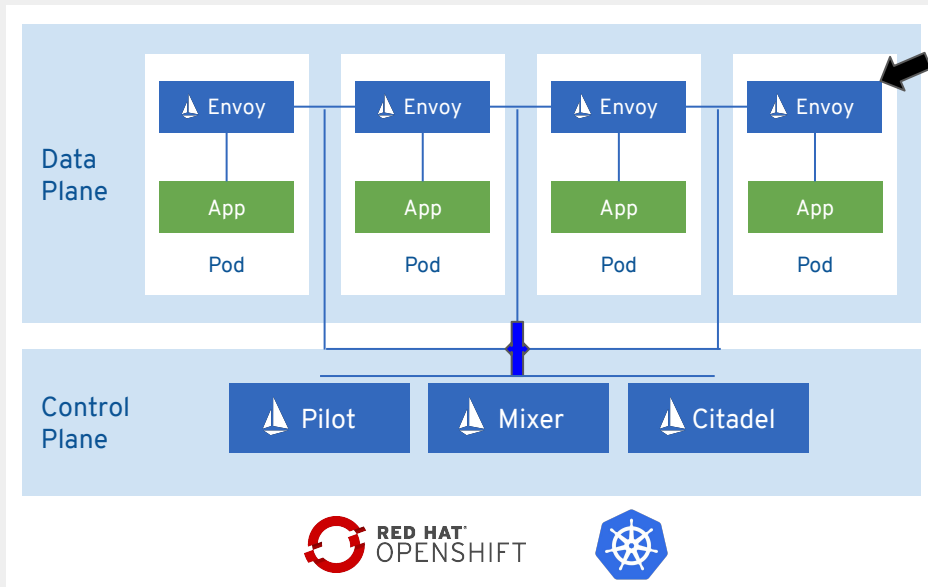 Envoy
Envoy
Envoy
Envoy
Data
Plane
App
App
App
App
Pod
Pod
Pod
Pod
Control
Plane
Pilot
Mixer
Citadel
RED HAT
OPENSHIFT